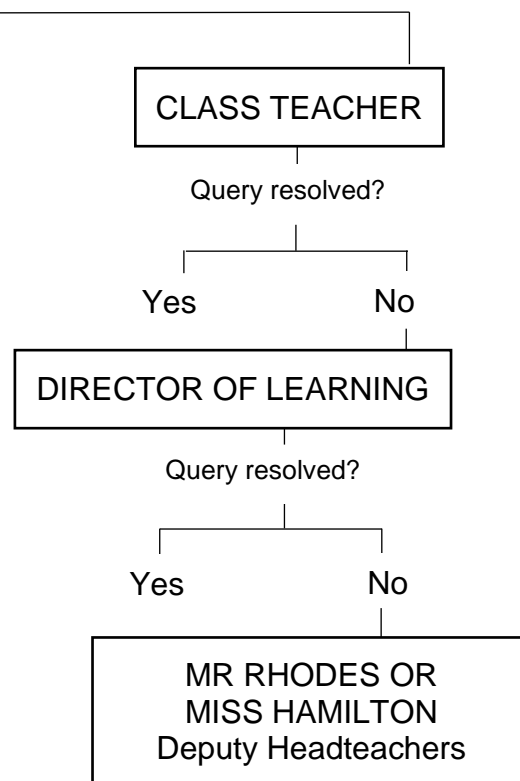 CLASS TEACHER
Query resolved?
Yes No
DIRECTOR OF LEARNING
Query resolved?
Yes No
MR RHODES OR
MISS HAMILTON
Deputy Headteachers